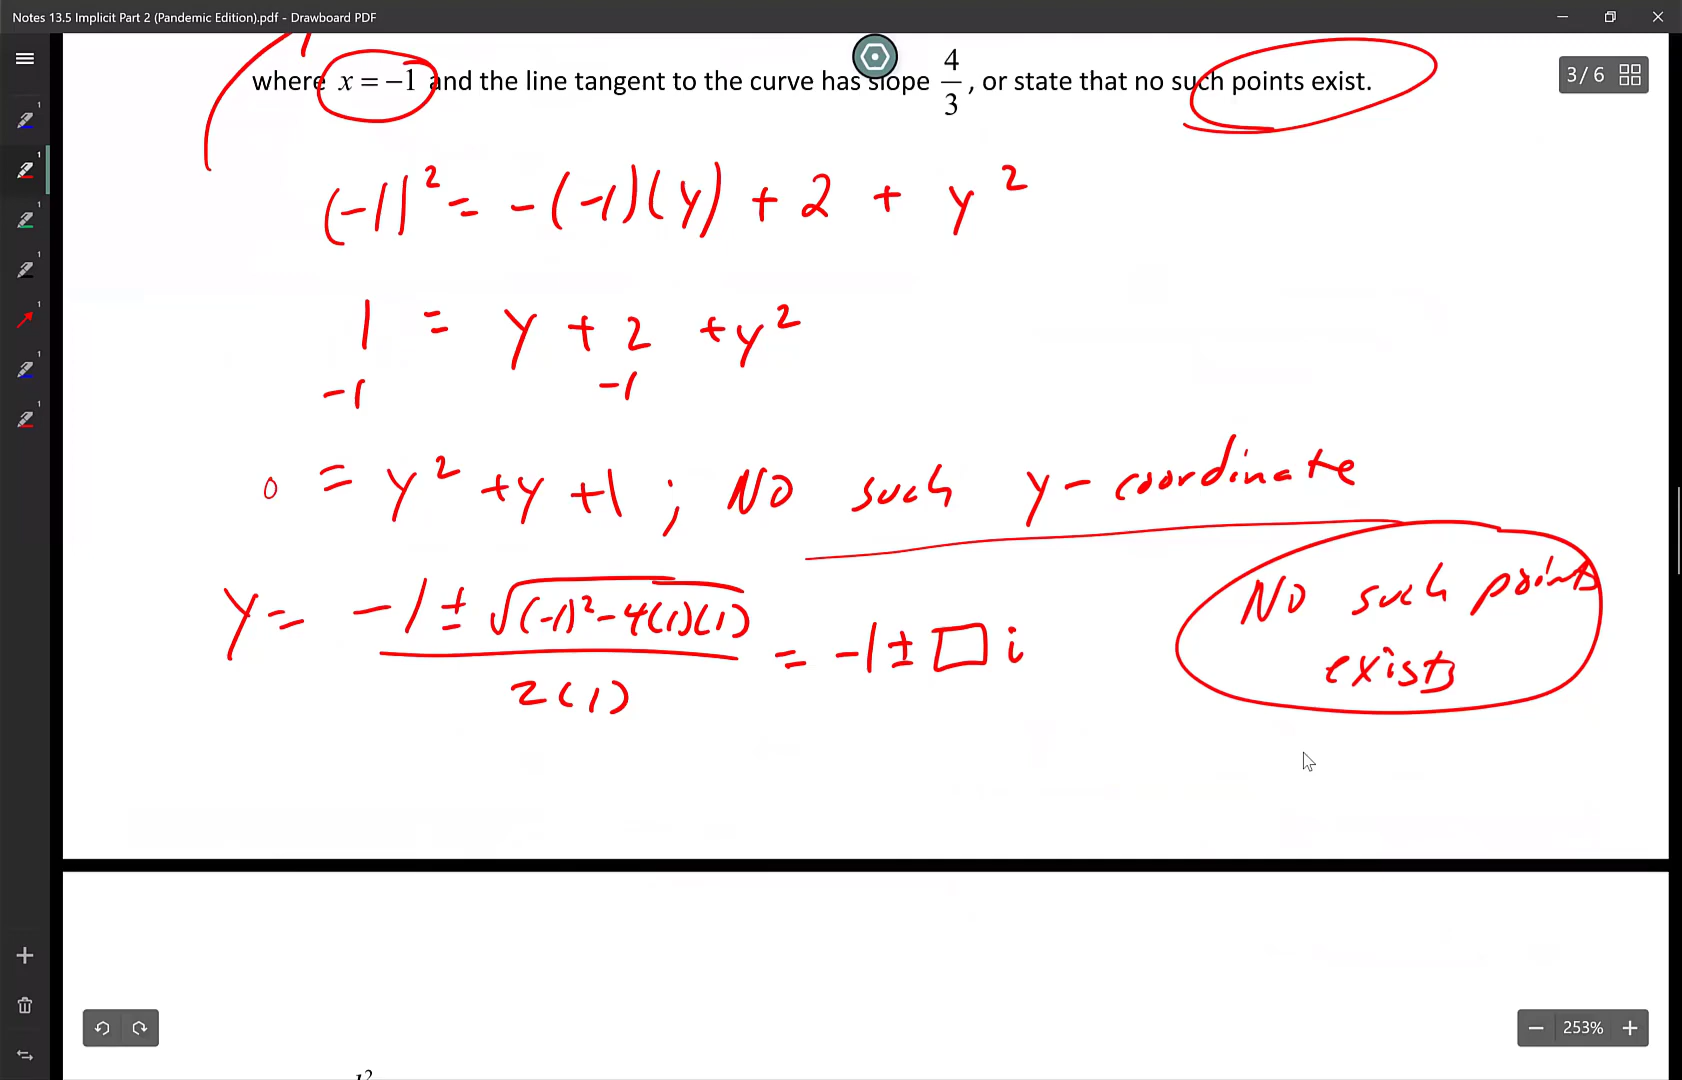 Notes 13.5 Implicit Part 2 (Pandemic Edition).pdf - Drawboard PDF
3 / 6
where x = −1 and the line tangent to the curve has slope 4/3, or state that no such points exist.
(-1)² = -(-1)(y) + 2 + y²
1 = y + 2 + y²
-1 -1
0 = y² + y + 1 ; NO such y-coordinate
y = (-1 ± √((-1)² - 4(1)(1))) / 2(1) = -1 ± □ i
No such points
exists
253%